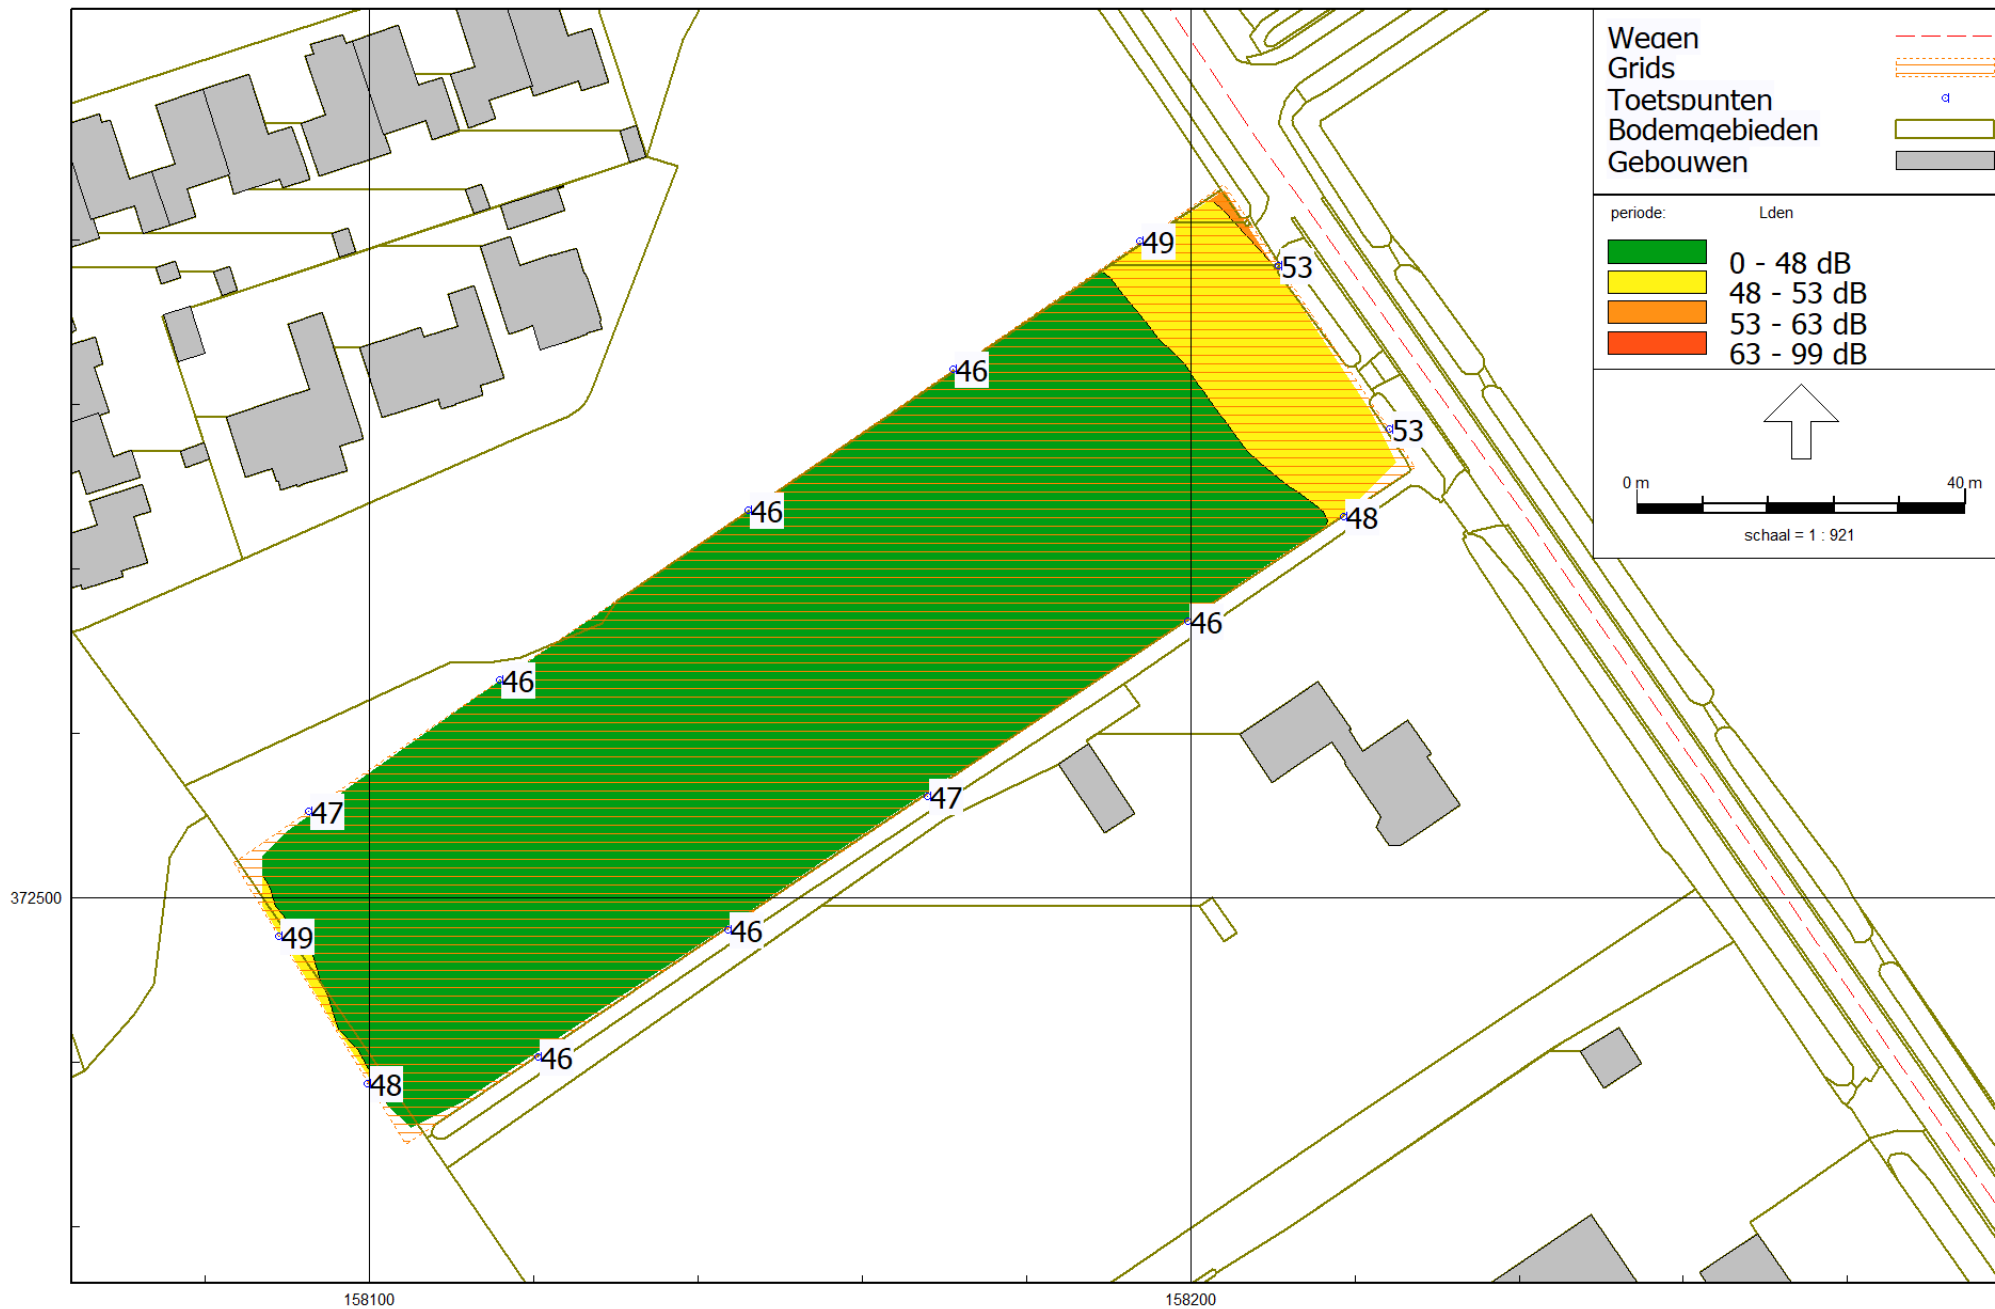 Wegen
Grids
Toetspunten
Bodemgebieden
Gebouwen
periode: Lden
0 - 48 dB
48 - 53 dB
53 - 63 dB
63 - 99 dB
0 m 40 m
schaal = 1 : 921
49
53
46
53
46
48
46
46
47
47
372500
46
49
46
48
158100
158200